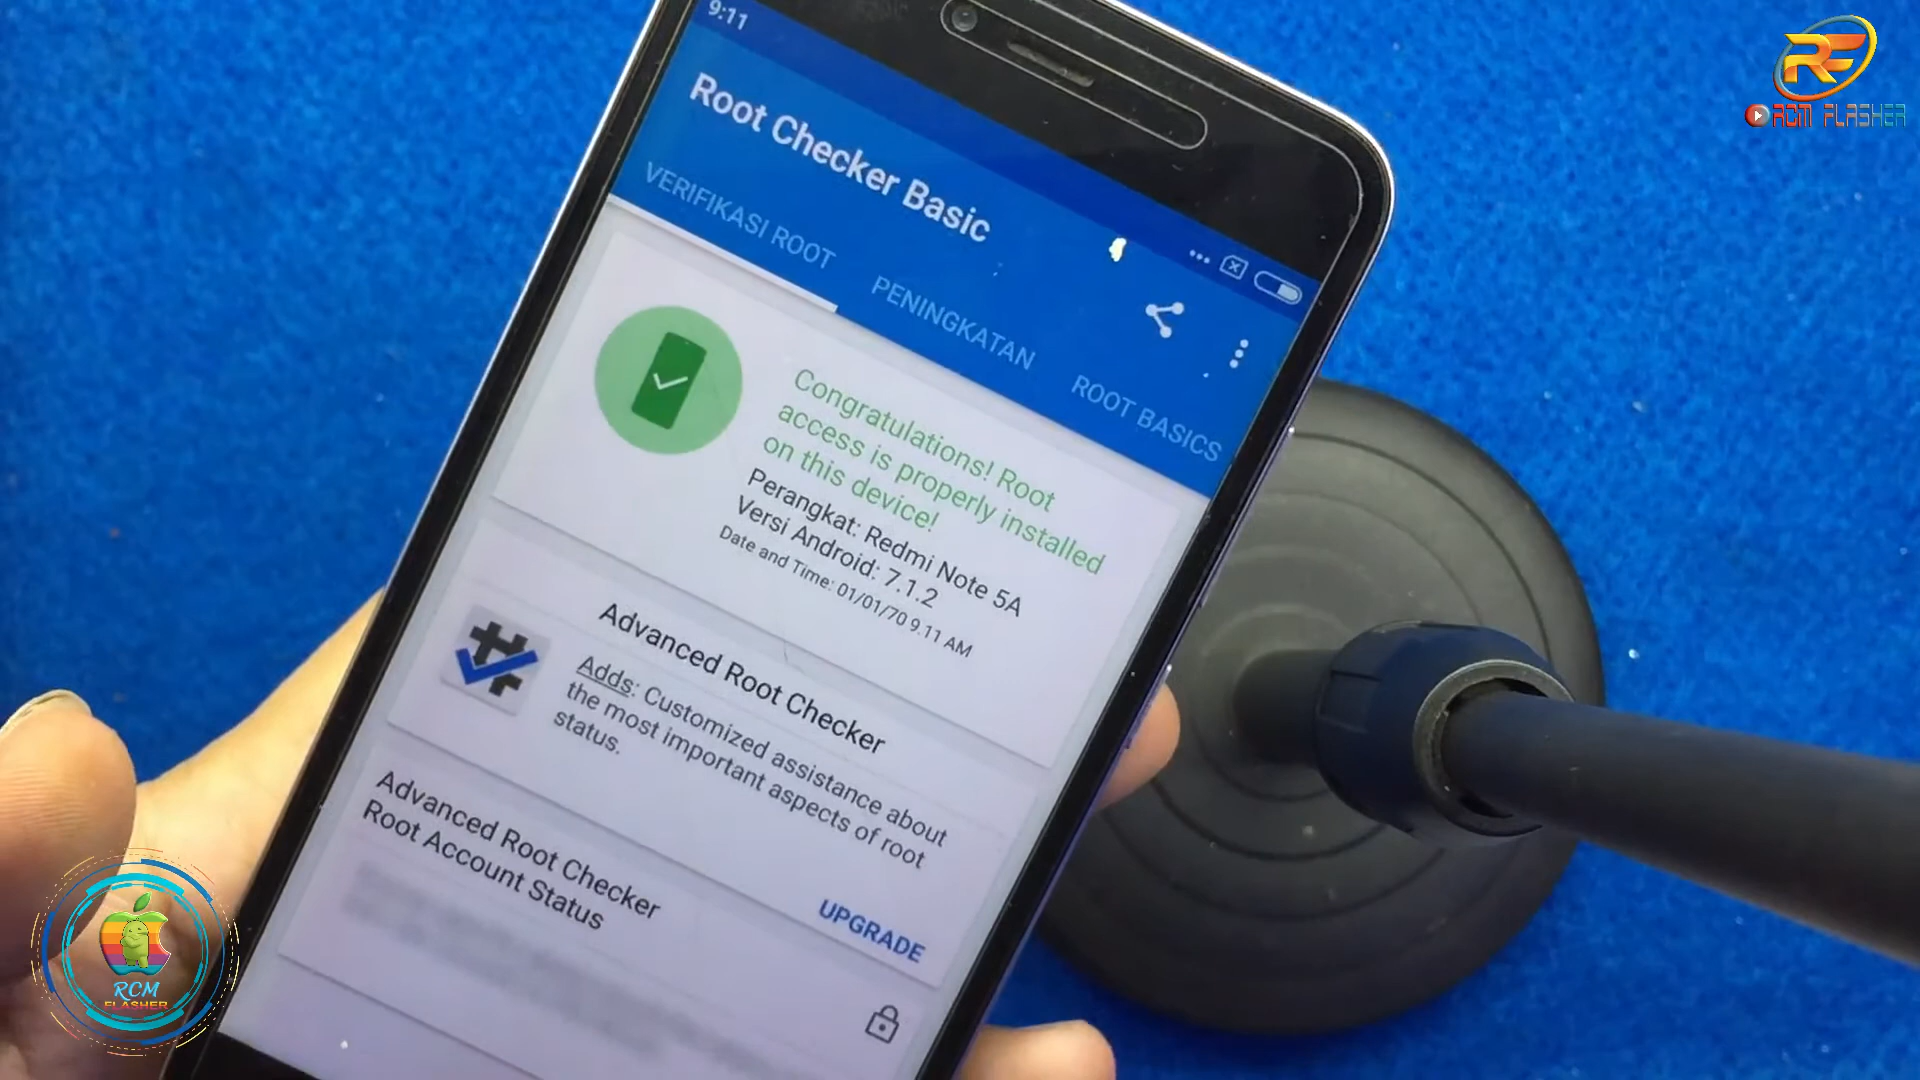 9:11
Root Checker Basic
VERIFIKASI ROOT
PENINGKATAN
ROOT BASICS
Congratulations! Root
access is properly installed
on this device!
Perangkat: Redmi Note 5A
Versi Android: 7.1.2
Date and Time: 01/01/70 9.11 AM
Advanced Root Checker
Adds: Customized assistance about
the most important aspects of root
status.
UPGRADE
Advanced Root Checker
Root Account Status
RF
RCM FLASHER
RCM
FLASHER